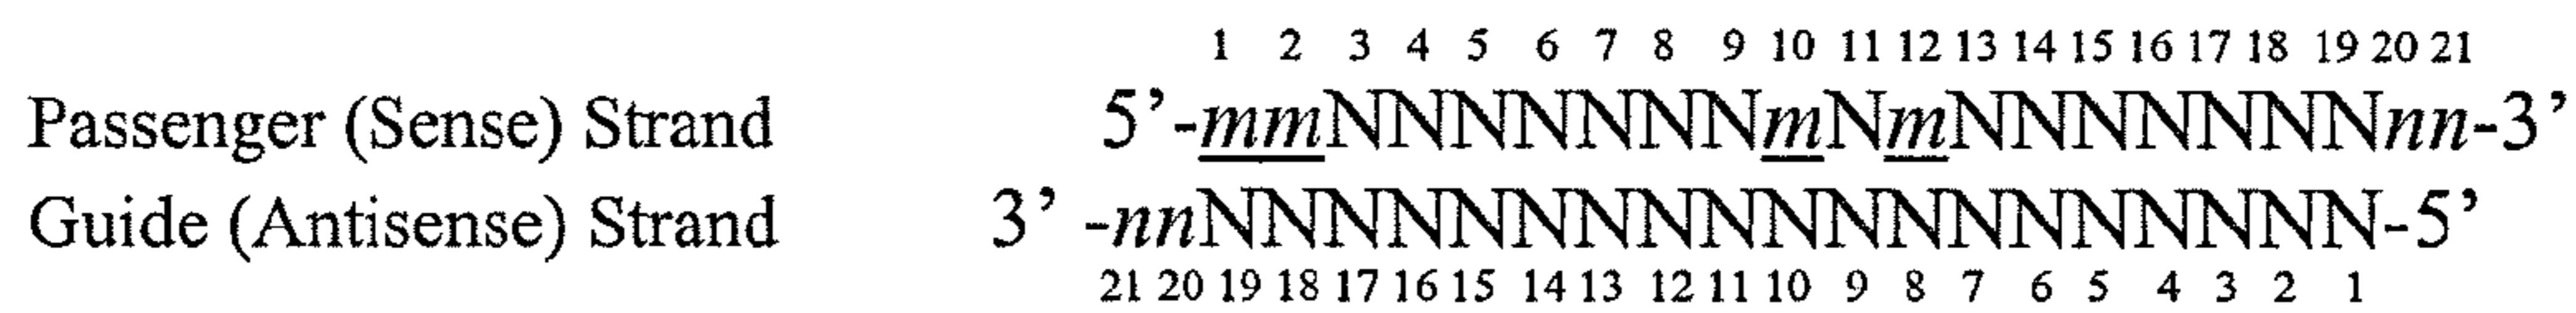 1 2 3 4 5 6 7 8 9 10 11 12 13 14 15 16 17 18 19 20 21
Passenger (Sense) Strand 5’-mmNNNNNNNmNmNNNNNNNnn-3’
Guide (Antisense) Strand 3’ -nnNNNNNNNNNNNNNNNNNNN-5’
21 20 19 18 17 16 15 14 13 12 11 10 9 8 7 6 5 4 3 2 1